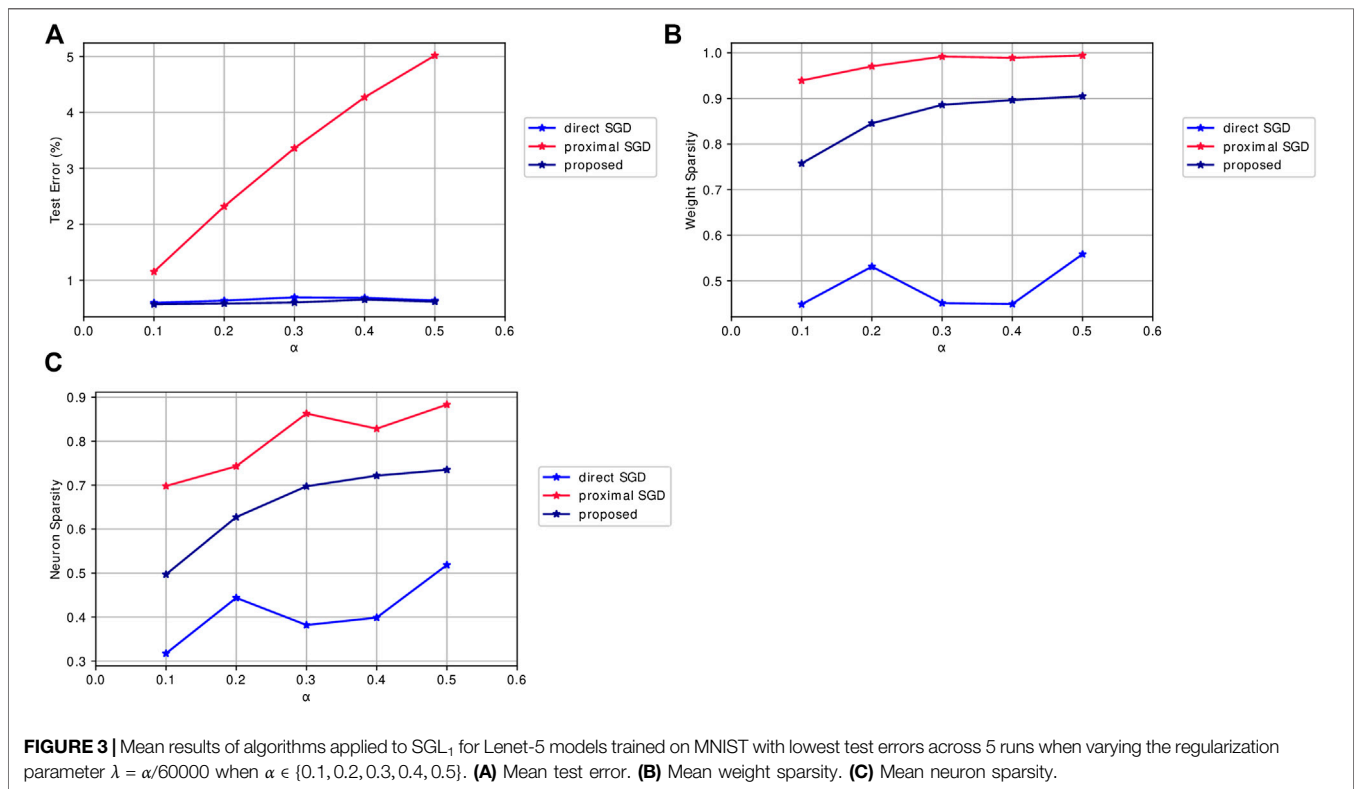 A
Test Error (%)
5
4
3
2
1
0.0 0.1 0.2 0.3 0.4 0.5 0.6
α
direct SGD
proximal SGD
proposed
B
Weight Sparsity
1.0
0.9
0.8
0.7
0.6
0.5
0.0 0.1 0.2 0.3 0.4 0.5 0.6
α
direct SGD
proximal SGD
proposed
C
Neuron Sparsity
0.9
0.8
0.7
0.6
0.5
0.4
0.3
0.0 0.1 0.2 0.3 0.4 0.5 0.6
α
direct SGD
proximal SGD
proposed
FIGURE 3 | Mean results of algorithms applied to SGL₁ for Lenet-5 models trained on MNIST with lowest test errors across 5 runs when varying the regularization
parameter λ = α/60000 when α ∈ {0.1, 0.2, 0.3, 0.4, 0.5}. (A) Mean test error. (B) Mean weight sparsity. (C) Mean neuron sparsity.